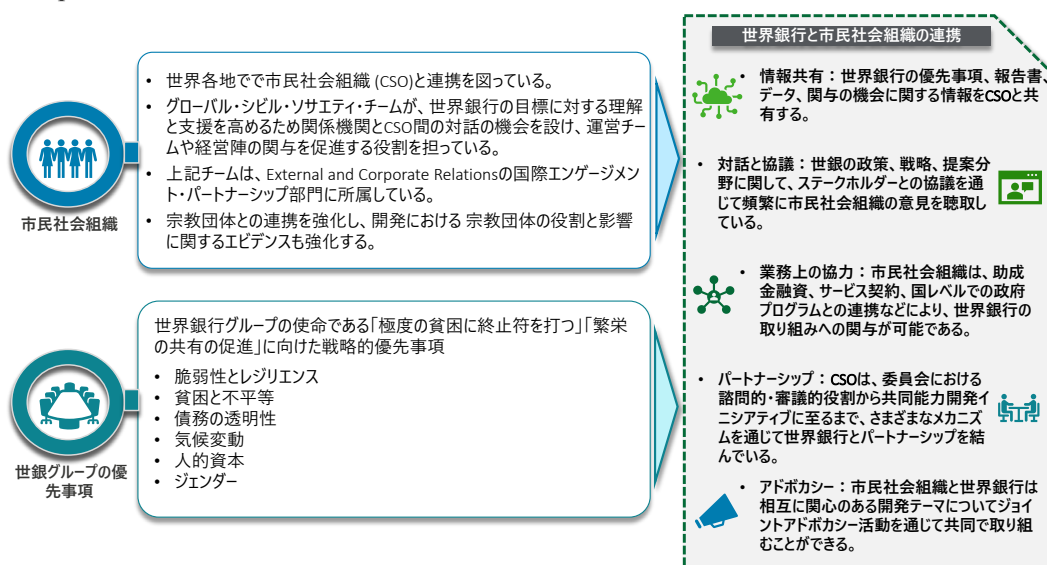 市民社会組織
• 世界各地でで市民社会組織 (CSO)と連携を図っている。
• グローバル・シビル・ソサエティ・チームが、世界銀行の目標に対する理解
と支援を高めるため関係機関とCSO間の対話の機会を設け、運営チー
ムや経営陣の関与を促進する役割を担っている。
• 上記チームは、External and Corporate Relationsの国際エンゲージメン
ト・パートナーシップ部門に所属している。
• 宗教団体との連携を強化し、開発における 宗教団体の役割と影響
に関するエビデンスも強化する。
世銀グループの優
先事項
世界銀行グループの使命である「極度の貧困に終止符を打つ」「繁栄
の共有の促進」に向けた戦略的優先事項
• 脆弱性とレジリエンス
• 貧困と不平等
• 債務の透明性
• 気候変動
• 人的資本
• ジェンダー
世界銀行と市民社会組織の連携
• 情報共有：世界銀行の優先事項、報告書、
データ、関与の機会に関する情報をCSOと共
有する。
• 対話と協議：世銀の政策、戦略、提案分
野に関して、ステークホルダーとの協議を通
じて頻繁に市民社会組織の意見を聴取し
ている。
• 業務上の協力：市民社会組織は、助成
金融資、サービス契約、国レベルでの政府
プログラムとの連携などにより、世界銀行の
取り組みへの関与が可能である。
• パートナーシップ：CSOは、委員会における
諮問的・審議的役割から共同能力開発イ
ニシアティブに至るまで、さまざまなメカニズ
ムを通じて世界銀行とパートナーシップを結
んでいる。
• アドボカシー：市民社会組織と世界銀行は
相互に関心のある開発テーマについてジョイ
ントアドボカシー活動を通じて共同で取り組
むことができる。